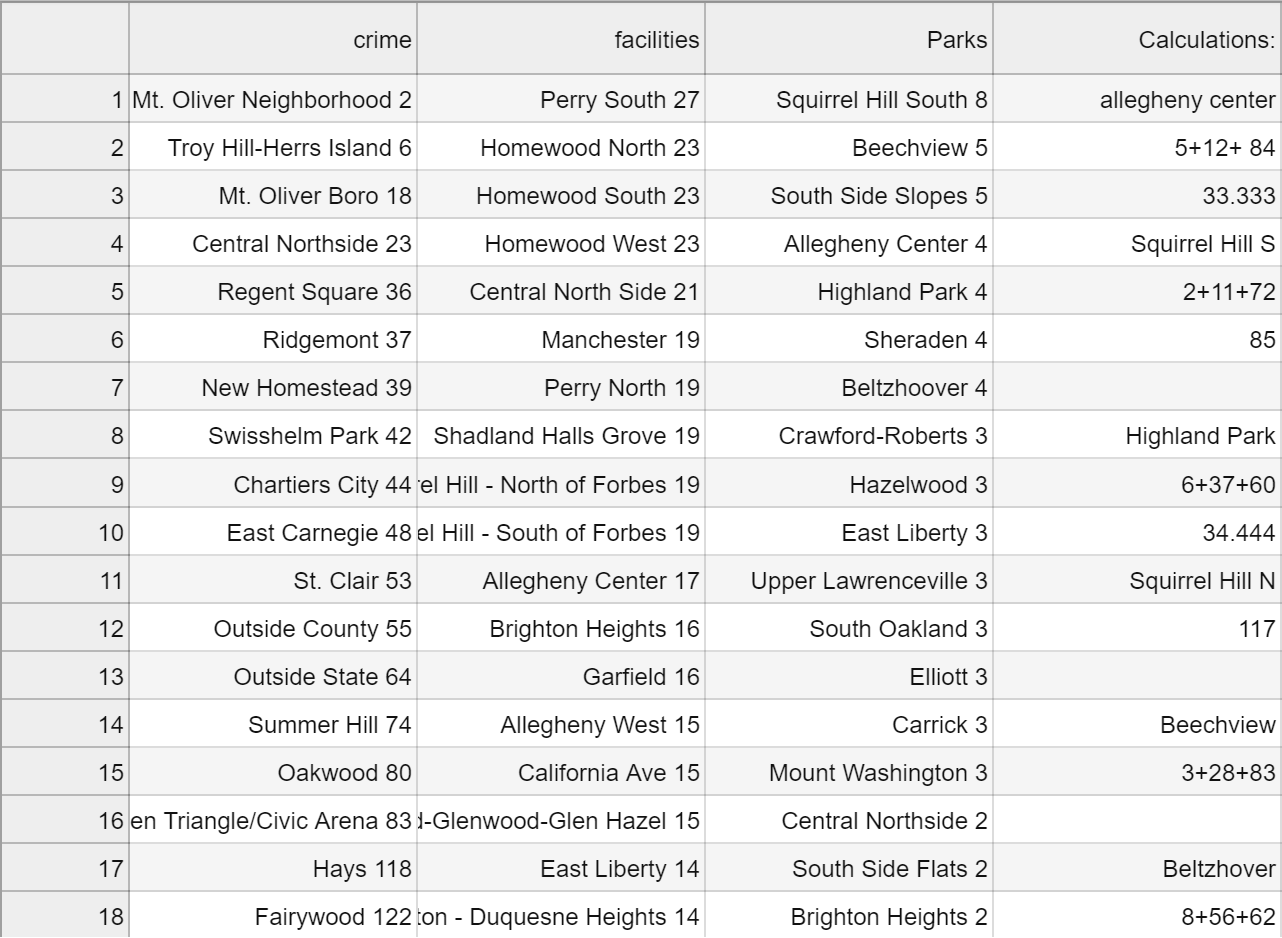 crime facilities Parks Calculations:
1 Mt. Oliver Neighborhood 2 Perry South 27 Squirrel Hill South 8 allegheny center
2 Troy Hill-Herrs Island 6 Homewood North 23 Beechview 5 5+12+ 84
3 Mt. Oliver Boro 18 Homewood South 23 South Side Slopes 5 33.333
4 Central Northside 23 Homewood West 23 Allegheny Center 4 Squirrel Hill S
5 Regent Square 36 Central North Side 21 Highland Park 4 2+11+72
6 Ridgemont 37 Manchester 19 Sheraden 4 85
7 New Homestead 39 Perry North 19 Beltzhoover 4
8 Swisshelm Park 42 Shadland Halls Grove 19 Crawford-Roberts 3 Highland Park
9 Chartiers City 44 rel Hill - North of Forbes 19 Hazelwood 3 6+37+60
10 East Carnegie 48 el Hill - South of Forbes 19 East Liberty 3 34.444
11 St. Clair 53 Allegheny Center 17 Upper Lawrenceville 3 Squirrel Hill N
12 Outside County 55 Brighton Heights 16 South Oakland 3 117
13 Outside State 64 Garfield 16 Elliott 3
14 Summer Hill 74 Allegheny West 15 Carrick 3 Beechview
15 Oakwood 80 California Ave 15 Mount Washington 3 3+28+83
16 en Triangle/Civic Arena 83 d-Glenwood-Glen Hazel 15 Central Northside 2
17 Hays 118 East Liberty 14 South Side Flats 2 Beltzhover
18 Fairywood 122 ton - Duquesne Heights 14 Brighton Heights 2 8+56+62